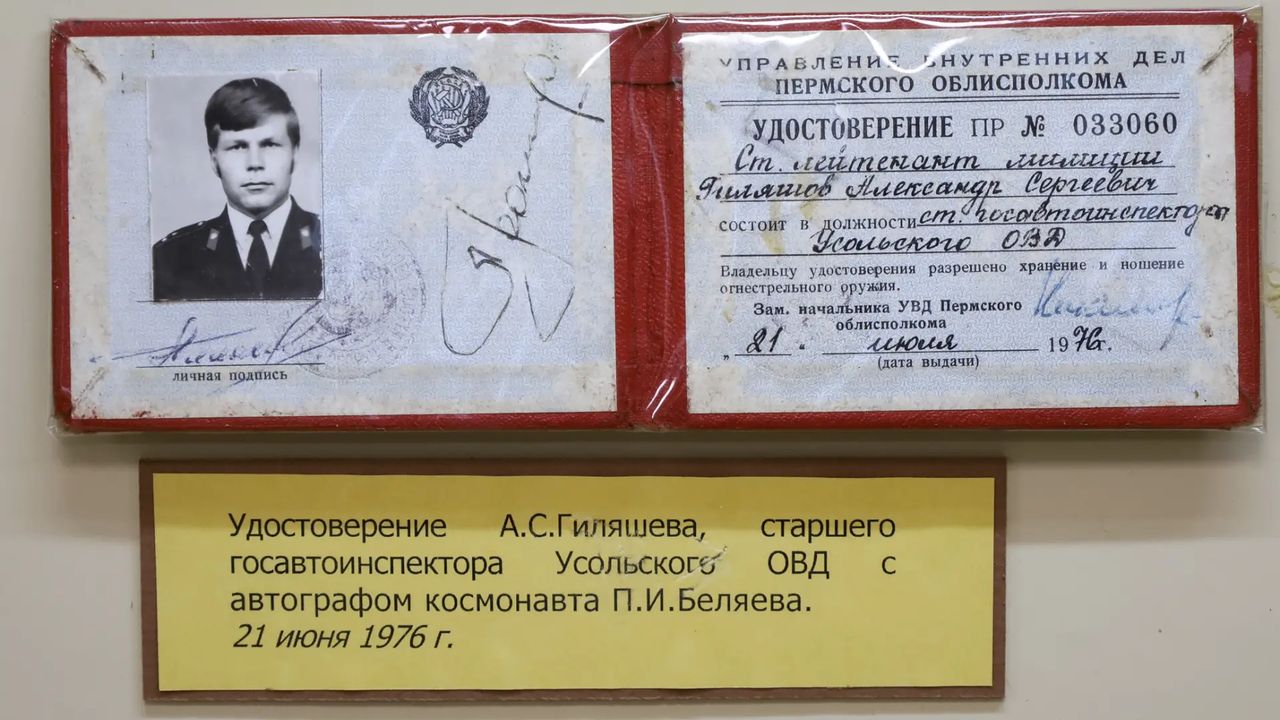 личная подпись
УПРАВЛЕНИЕ ВНУТРЕННИХ ДЕЛ
ПЕРМСКОГО ОБЛИСПОЛКОМА
УДОСТОВЕРЕНИЕ ПР № 033060
Ст. лейтенант милиции
Гиляшов Александр Сергеевич
состоит в должности ст. госавтоинспектора
Усольского ОВД
Владельцу удостоверения разрешено хранение и ношение
огнестрельного оружия.
Зам. начальника УВД Пермского
облисполкома
„ 21 " июля 1976г.
(дата выдачи)
Удостоверение А.С.Гиляшева, старшего
госавтоинспектора Усольского ОВД с
автографом космонавта П.И.Беляева.
21 июня 1976 г.